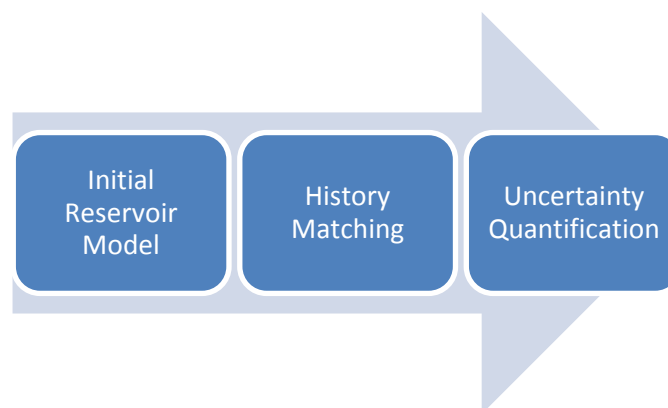 Initial
Reservoir
Model
History
Matching
Uncertainty
Quantification